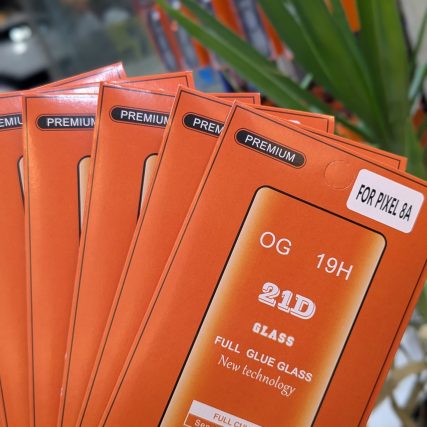 PREMIUM
PREMIUM
PREMIUM
PREMIUM
FOR PIXEL 8A
OG 19H
21D
GLASS
FULL GLUE GLASS
New technology